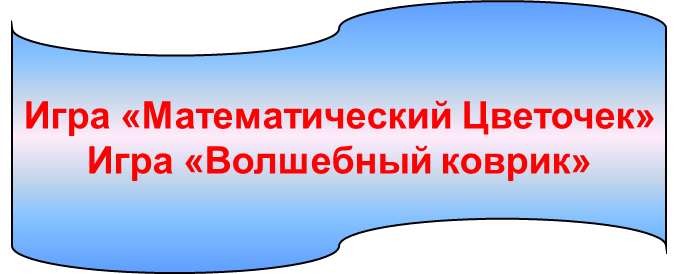 Игра «Математический Цветочек»
Игра «Волшебный коврик»